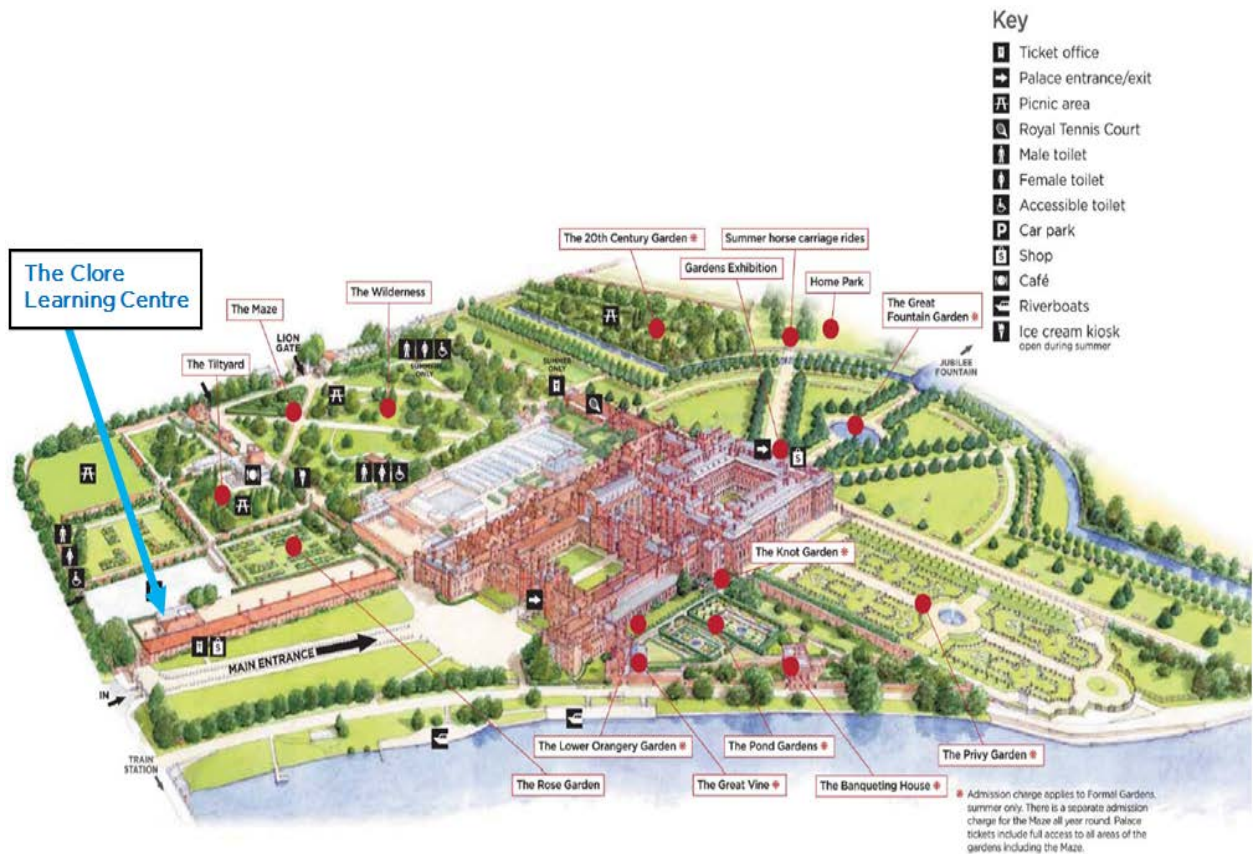 Key
Ticket office
Palace entrance/exit
Picnic area
Royal Tennis Court
Male toilet
Female toilet
Accessible toilet
P Car park
S Shop
Café
Riverboats
Ice cream kiosk
open during summer
The Clore
Learning Centre
The 20th Century Garden *
Summer horse carriage rides
Gardens Exhibition
Home Park
The Great
Fountain Garden *
The Wilderness
The Maze
LION
GATE
The Tiltyard
SUMMER
ONLY
SUMMER
ONLY
JUBILEE
FOUNTAIN
S
The Knot Garden *
S
MAIN ENTRANCE
IN
TRAIN
STATION
The Lower Orangery Garden *
The Pond Gardens *
The Privy Garden *
The Rose Garden
The Great Vine *
The Banqueting House *
* Admission charge applies to Formal Gardens,
summer only. There is a separate admission
charge for the Maze all year round. Palace
tickets include full access to all areas of the
gardens including the Maze.